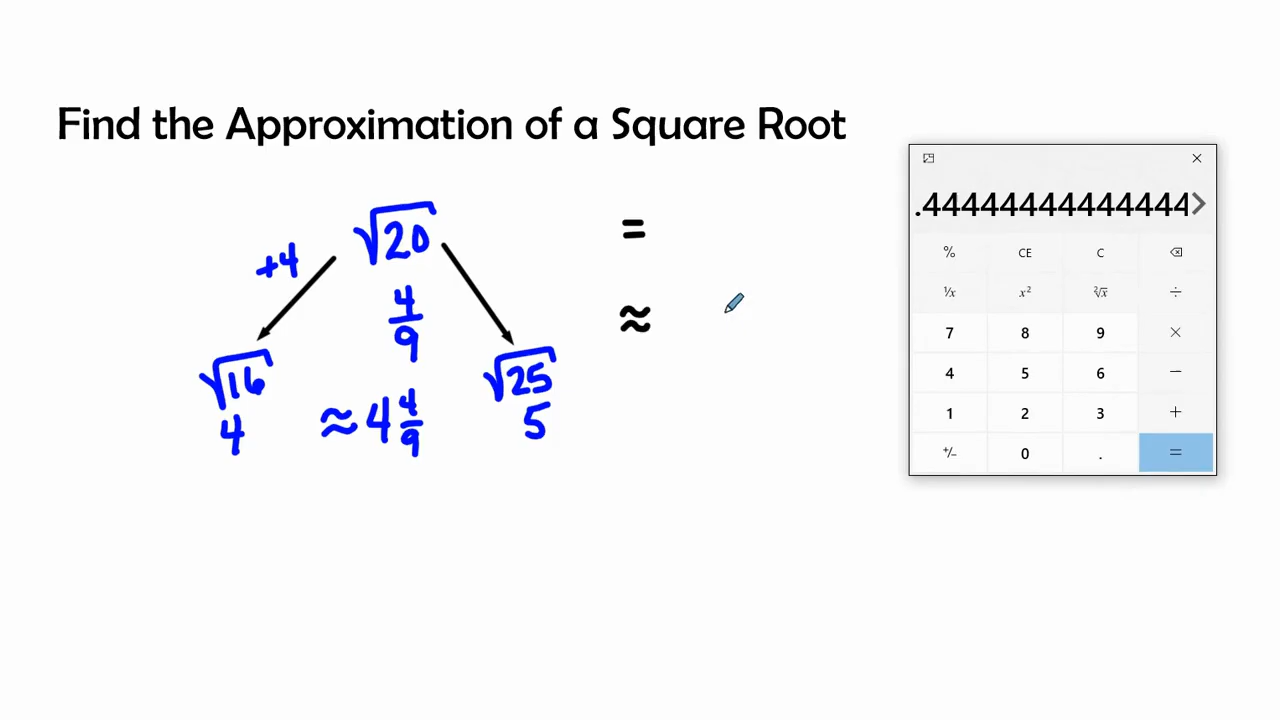 Find the Approximation of a Square Root
√20
=
+4
4/9
≈
√16
√25
4
≈4 4/9
5
.4444444444444444
% CE C
⅟x x² ²√x ÷
7 8 9 ×
4 5 6 −
1 2 3 +
+/− 0 . =